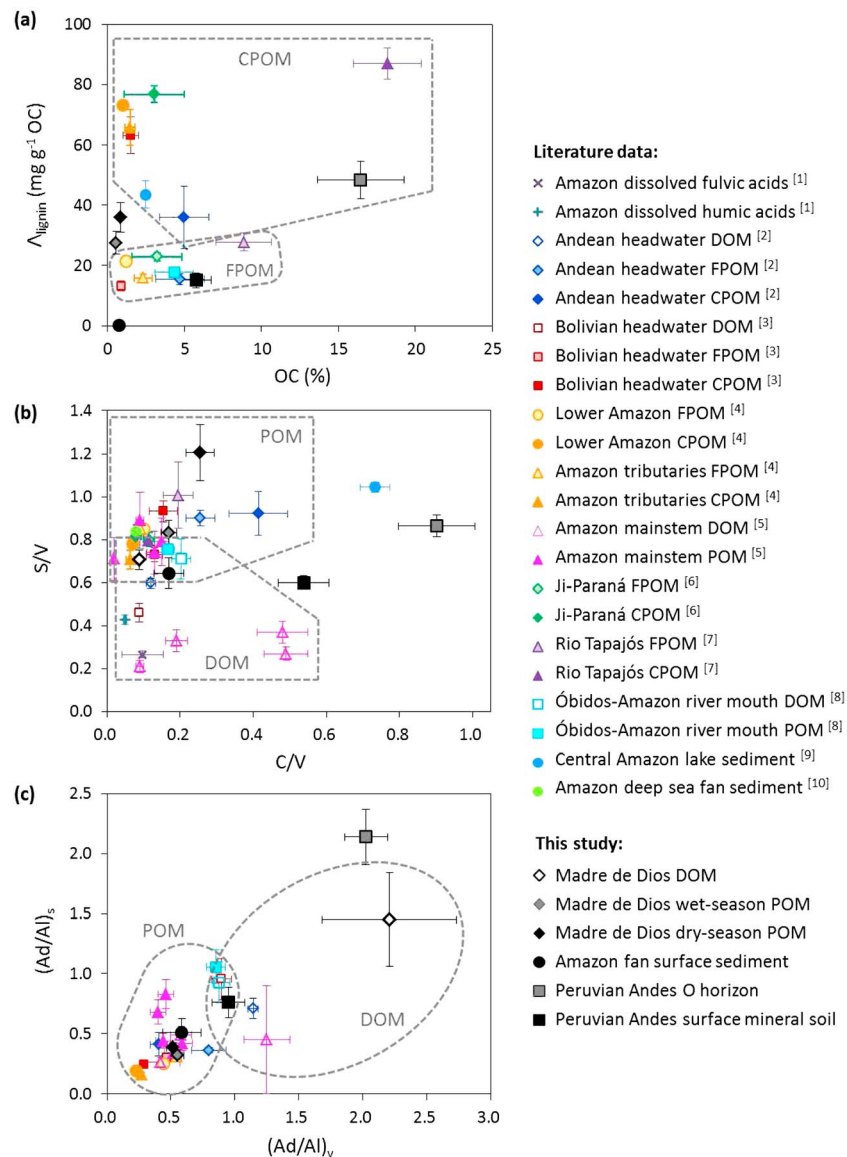 (a)
100
80
60
40
20
0
Λlignin (mg g-1 OC)
CPOM
FPOM
0 5 10 15 20 25
OC (%)
(b)
1.4
1.2
1.0
0.8
0.6
0.4
0.2
0.0
S/V
POM
DOM
0.0 0.2 0.4 0.6 0.8 1.0
C/V
(c)
2.5
2.0
1.5
1.0
0.5
0.0
(Ad/Al)s
POM
DOM
0.0 0.5 1.0 1.5 2.0 2.5 3.0
(Ad/Al)v
Literature data:
Amazon dissolved fulvic acids [1]
Amazon dissolved humic acids [1]
Andean headwater DOM [2]
Andean headwater FPOM [2]
Andean headwater CPOM [2]
Bolivian headwater DOM [3]
Bolivian headwater FPOM [3]
Bolivian headwater CPOM [3]
Lower Amazon FPOM [4]
Lower Amazon CPOM [4]
Amazon tributaries FPOM [4]
Amazon tributaries CPOM [4]
Amazon mainstem DOM [5]
Amazon mainstem POM [5]
Ji-Paraná FPOM [6]
Ji-Paraná CPOM [6]
Rio Tapajós FPOM [7]
Rio Tapajós CPOM [7]
Óbidos-Amazon river mouth DOM [8]
Óbidos-Amazon river mouth POM [8]
Central Amazon lake sediment [9]
Amazon deep sea fan sediment [10]
This study:
Madre de Dios DOM
Madre de Dios wet-season POM
Madre de Dios dry-season POM
Amazon fan surface sediment
Peruvian Andes O horizon
Peruvian Andes surface mineral soil